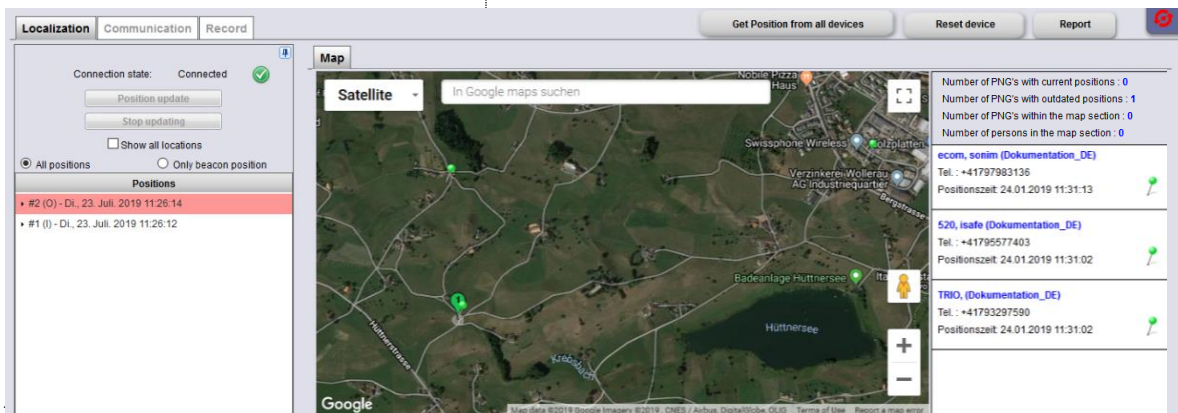 Localization Communication Record
Get Position from all devices Reset device Report
Connection state: Connected
Position update
Stop updating
Show all locations
All positions Only beacon position
Positions
#2 (O) - Di., 23. Juli. 2019 11:26:14
#1 (I) - Di., 23. Juli. 2019 11:26:12
Map
Satellite
In Google maps suchen
Nobile Pizza
Haus
Swissphone Wireless
olzplatten
Verzinkerei Wollerau
AG Industriequartier
Bergstrasse
Badeanlage Hüttnersee
Ita
1
Hüttnersee
Hüttnerstrasse
Krebsbach
+
−
Google
Map data ©2019 Google Imagery ©2019 , CNES / Airbus, DigitalGlobe, Terms of Use Report a map error
Number of PNG's with current positions : 0
Number of PNG's with outdated positions : 1
Number of PNG's within the map section : 0
Number of persons in the map section : 0
ecom, sonim (Dokumentation_DE)
Tel. : +41797983136
Positionszeit: 24.01.2019 11:31:13
520, isafe (Dokumentation_DE)
Tel. : +41795577403
Positionszeit: 24.01.2019 11:31:02
TRIO, (Dokumentation_DE)
Tel. : +41793297590
Positionszeit: 24.01.2019 11:31:02